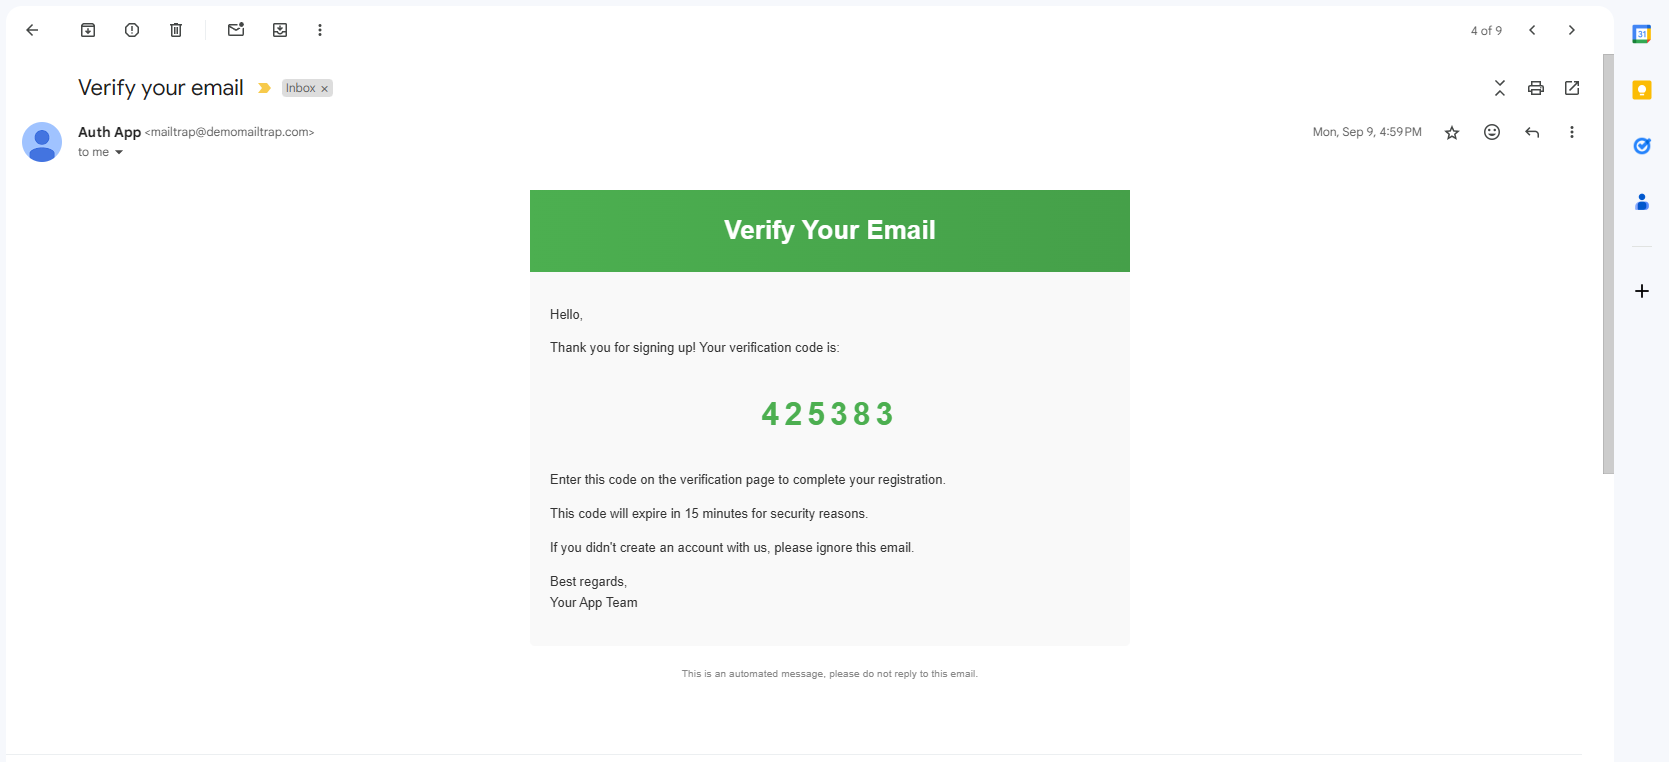 4 of 9
31
Verify your email
Inbox ×
Auth App <mailtrap@demomailtrap.com>
Mon, Sep 9, 4:59 PM
to me
Verify Your Email
Hello,
Thank you for signing up! Your verification code is:
425383
Enter this code on the verification page to complete your registration.
This code will expire in 15 minutes for security reasons.
If you didn't create an account with us, please ignore this email.
Best regards,
Your App Team
This is an automated message, please do not reply to this email.